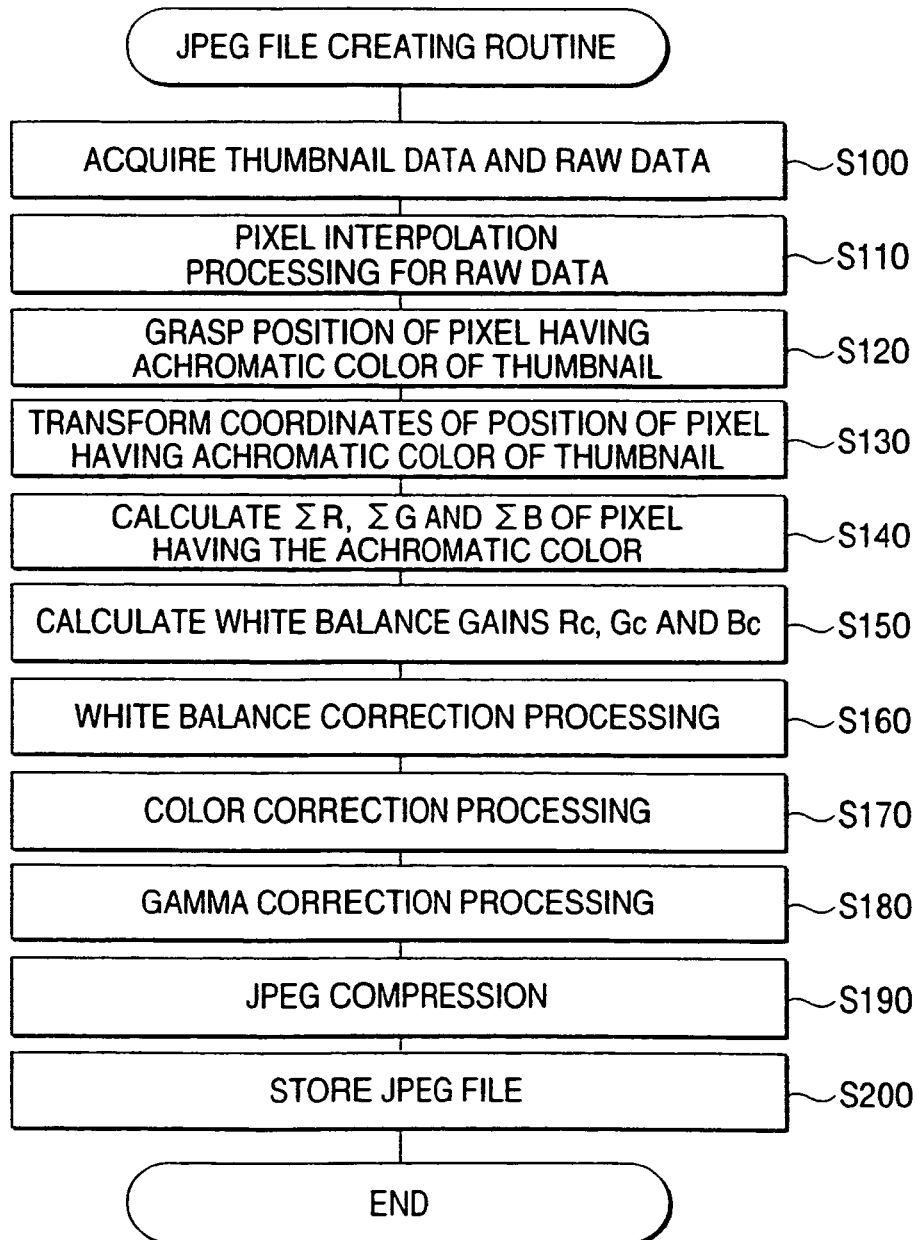 JPEG FILE CREATING ROUTINE
ACQUIRE THUMBNAIL DATA AND RAW DATA
S100
PIXEL INTERPOLATION
PROCESSING FOR RAW DATA
S110
GRASP POSITION OF PIXEL HAVING
ACHROMATIC COLOR OF THUMBNAIL
S120
TRANSFORM COORDINATES OF POSITION OF PIXEL
HAVING ACHROMATIC COLOR OF THUMBNAIL
S130
CALCULATE ΣR, ΣG AND ΣB OF PIXEL
HAVING THE ACHROMATIC COLOR
S140
CALCULATE WHITE BALANCE GAINS Rc, Gc AND Bc
S150
WHITE BALANCE CORRECTION PROCESSING
S160
COLOR CORRECTION PROCESSING
S170
GAMMA CORRECTION PROCESSING
S180
JPEG COMPRESSION
S190
STORE JPEG FILE
S200
END